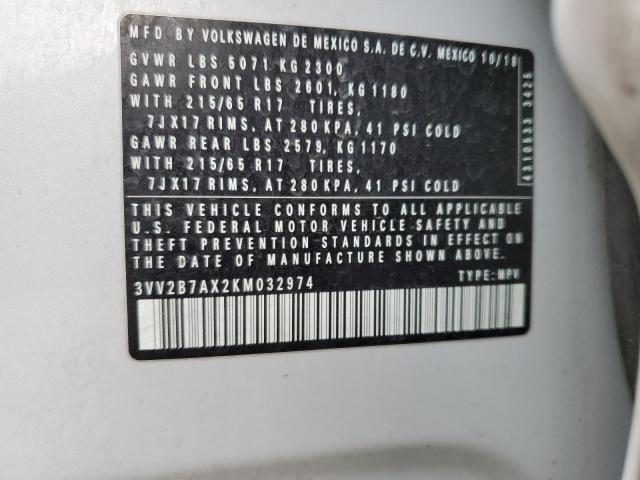 MFD BY VOLKSWAGEN DE MEXICO S.A. DE C.V. MEXICO 10/18
GVWR LBS 5071 KG 2300
GAWR FRONT LBS 2601, KG 1180
WITH 215/65 R17 TIRES,
7JX17 RIMS, AT 280 KPA, 41 PSI COLD
GAWR REAR LBS 2579, KG 1170
WITH 215/65 R17 TIRES,
7JX17 RIMS, AT 280 KPA, 41 PSI COLD
4310533 3426
THIS VEHICLE CONFORMS TO ALL APPLICABLE
U.S. FEDERAL MOTOR VEHICLE SAFETY AND
THEFT PREVENTION STANDARDS IN EFFECT ON
THE DATE OF MANUFACTURE SHOWN ABOVE.
3VV2B7AX2KM032974 TYPE: MPV